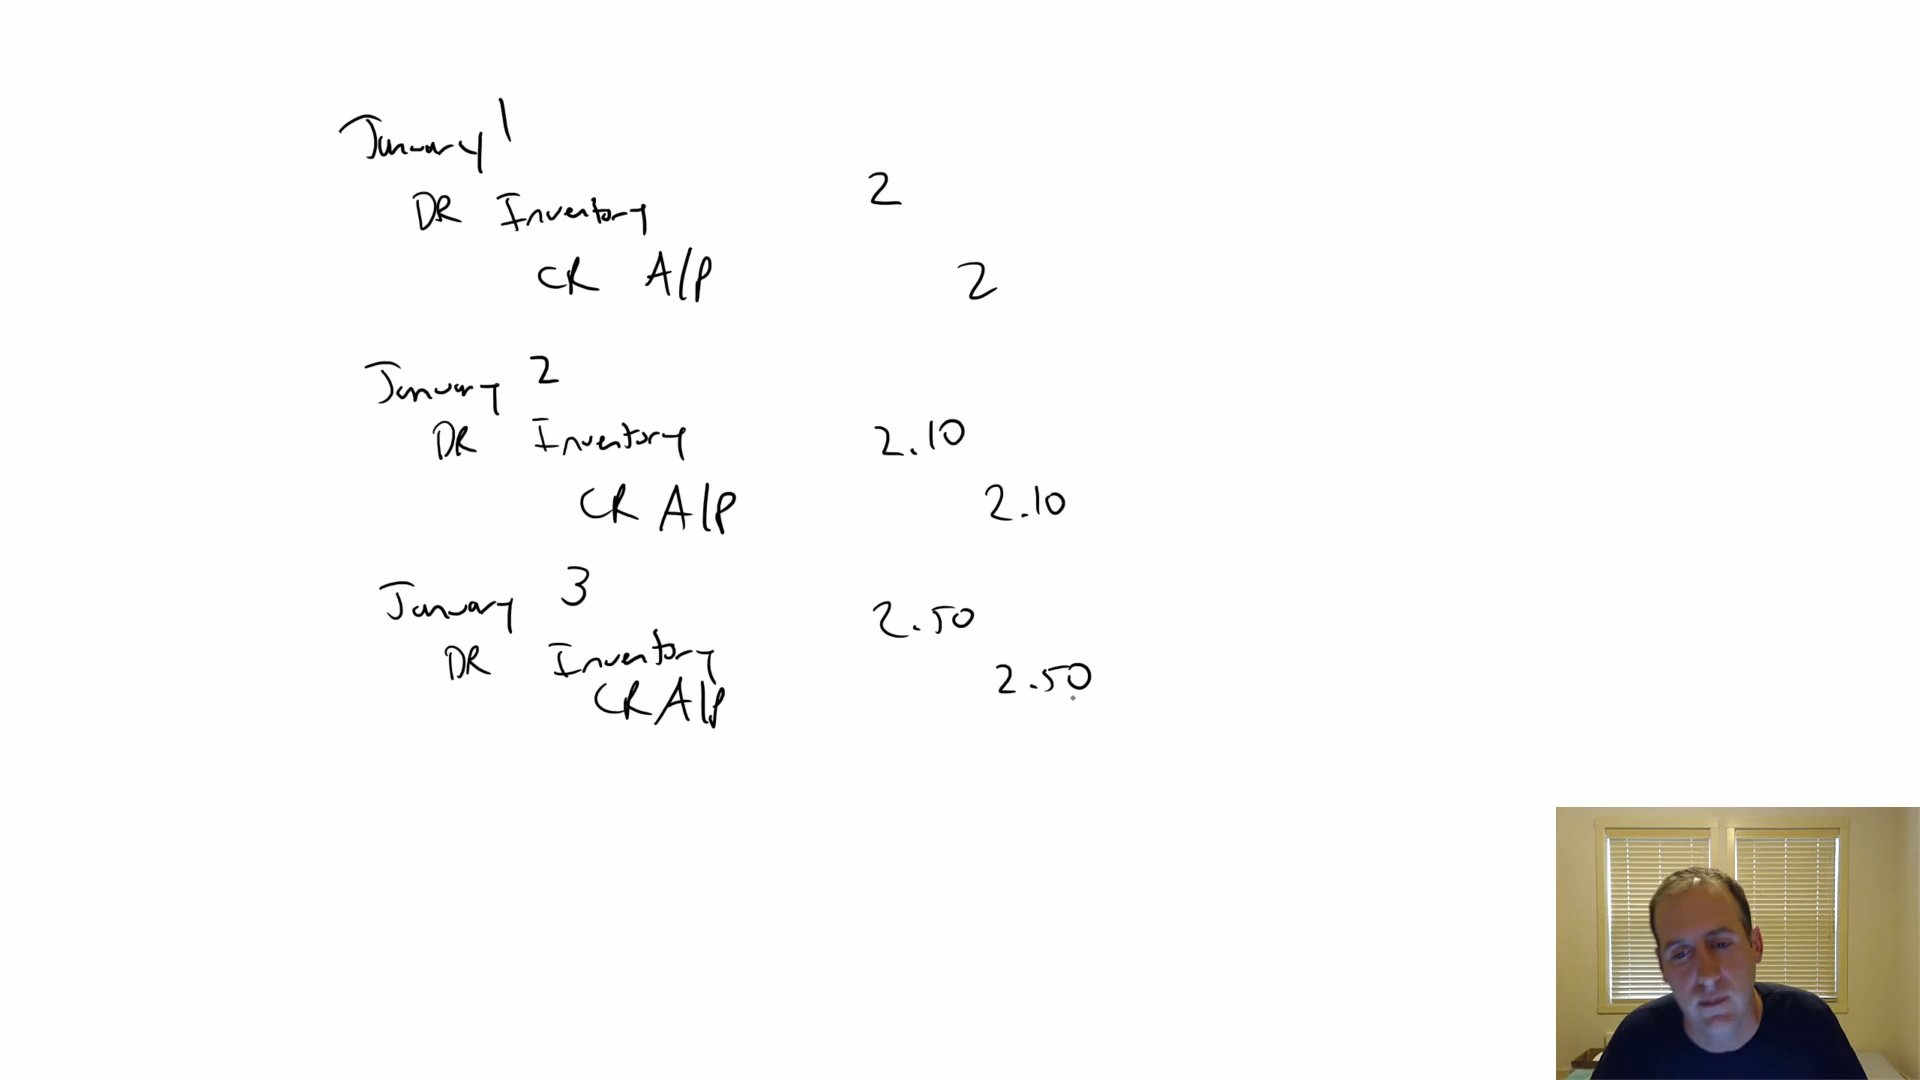 January 1
DR Inventory 2
CR A/P 2
January 2
DR Inventory 2.10
CR A/P 2.10
January 3
DR Inventory 2.50
CR A/P 2.50